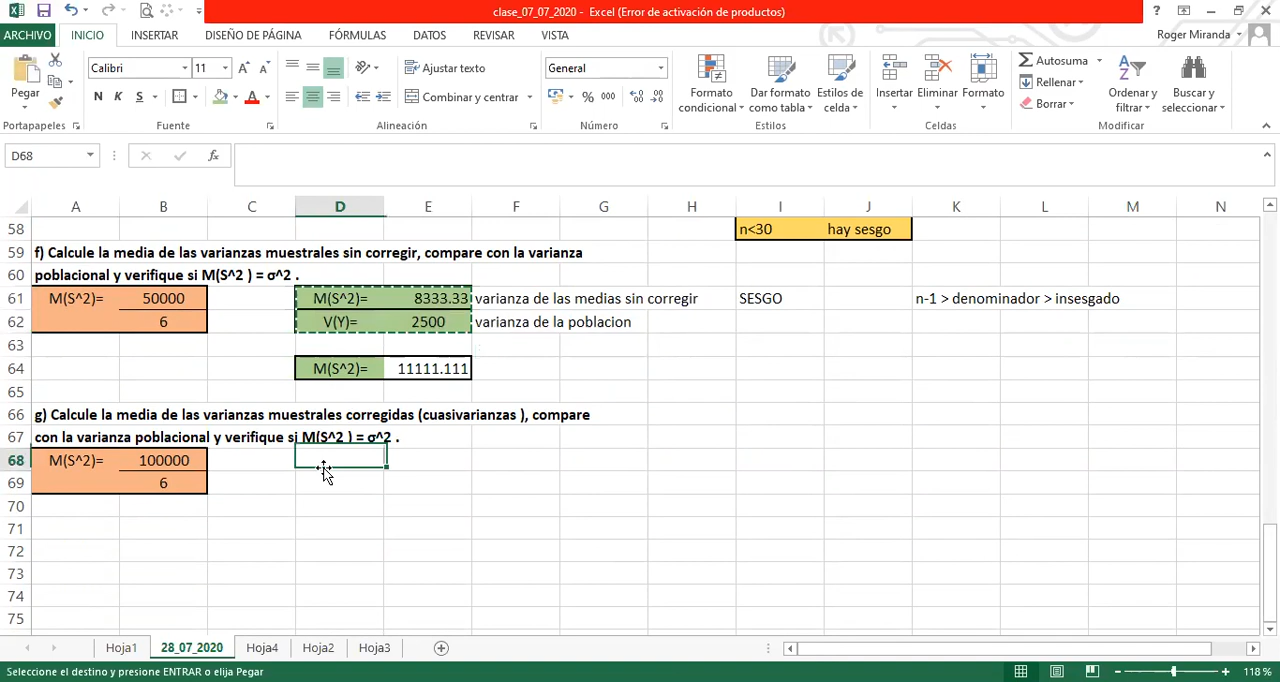 clase_07_07_2020 - Excel (Error de activación de productos)
ARCHIVO INICIO INSERTAR DISEÑO DE PÁGINA FÓRMULAS DATOS REVISAR VISTA Roger Miranda
Calibri 11 Ajustar texto General Autosuma
Pegar N K S Combinar y centrar % 000 Formato condicional Dar formato como tabla Estilos de celda Insertar Eliminar Formato Rellenar Borrar Ordenar y filtrar Buscar y seleccionar
Portapapeles Fuente Alineación Número Estilos Celdas Modificar
D68 fx
A B C D E F G H I J K L M N
58 n<30 hay sesgo
59 f) Calcule la media de las varianzas muestrales sin corregir, compare con la varianza
60 poblacional y verifique si M(S^2 ) = σ^2 .
61 M(S^2)= 50000 M(S^2)= 8333.33 varianza de las medias sin corregir SESGO n-1 > denominador > insesgado
62 6 V(Y)= 2500 varianza de la poblacion
63
64 M(S^2)= 11111.111
65
66 g) Calcule la media de las varianzas muestrales corregidas (cuasivarianzas ), compare
67 con la varianza poblacional y verifique si M(S^2 ) = σ^2 .
68 M(S^2)= 100000
69 6
70
71
72
73
74
75
Hoja1 28_07_2020 Hoja4 Hoja2 Hoja3
Seleccione el destino y presione ENTRAR o elija Pegar 118 %